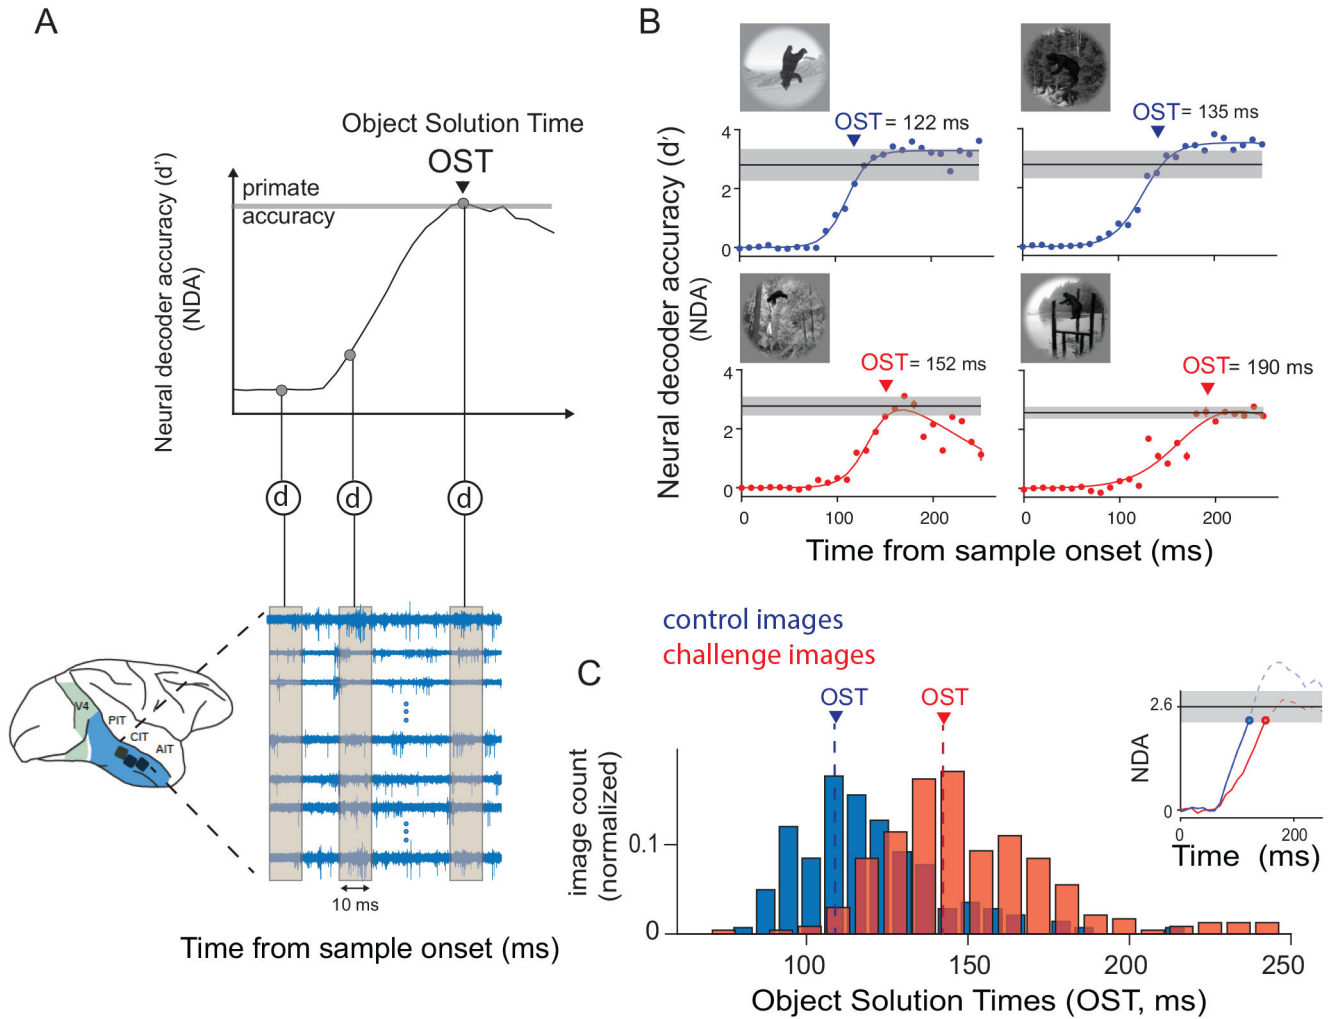 A
Object Solution Time
OST
primate
accuracy
Neural decoder accuracy (d’)
(NDA)
d
d
d
V4
PIT
CIT
AIT
10 ms
Time from sample onset (ms)
B
OST = 122 ms
OST = 135 ms
4
2
0
OST = 152 ms
OST = 190 ms
4
2
0
Neural decoder accuracy (d′)
(NDA)
0
100
200
0
100
200
Time from sample onset (ms)
control images
challenge images
C
OST
OST
image count
(normalized)
0.1
0
100
150
200
250
Object Solution Times (OST, ms)
2.6
NDA
0
0
200
Time (ms)